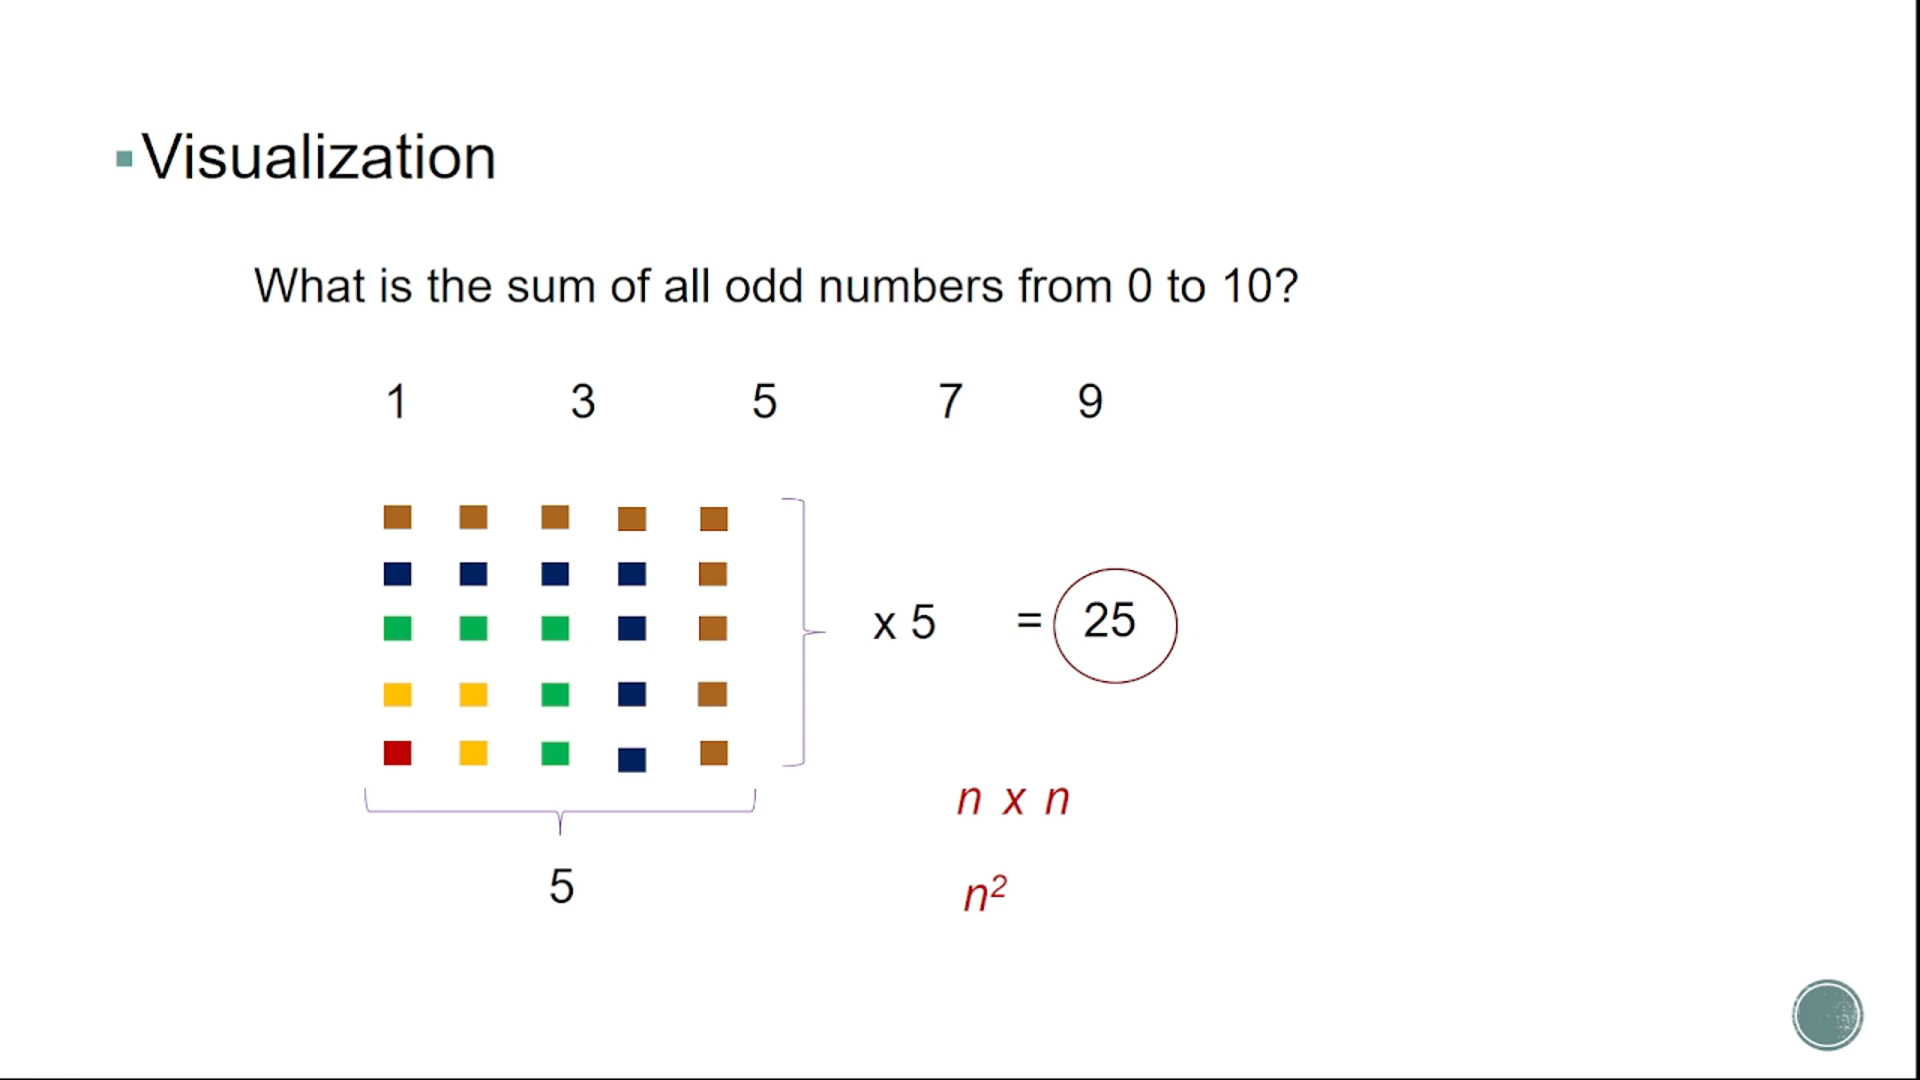 Visualization
What is the sum of all odd numbers from 0 to 10?
1 3 5 7 9
x 5 = 25
n x n
5
n²